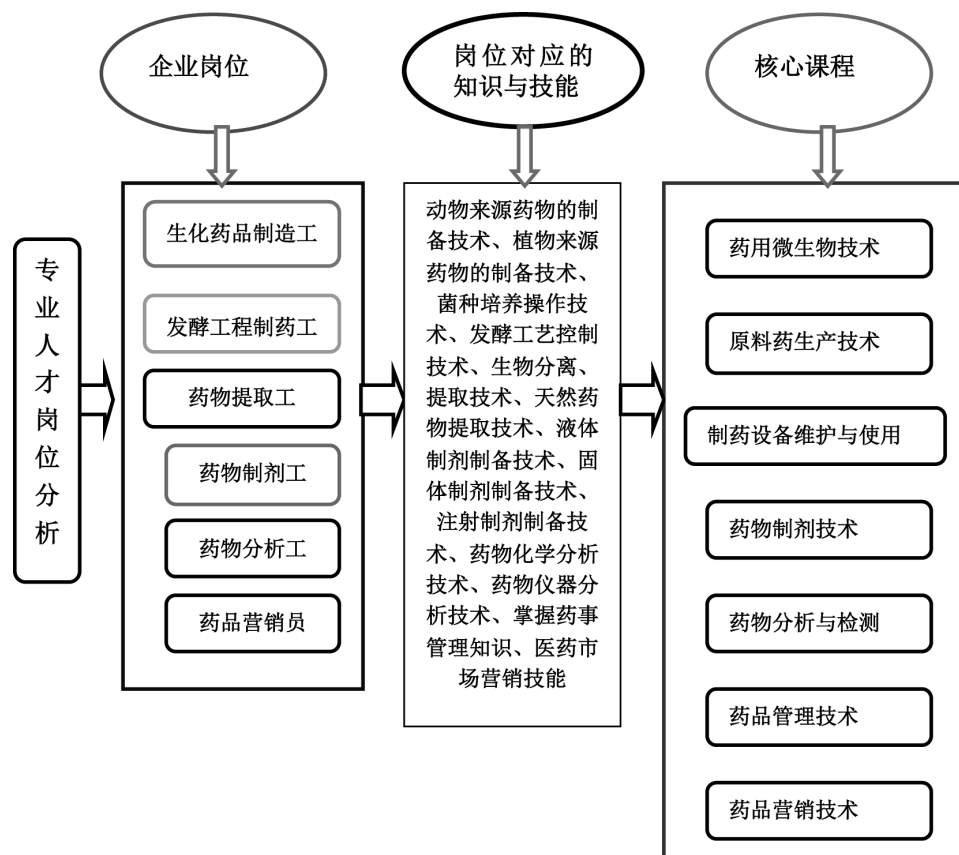 企业岗位
岗位对应的
知识与技能
核心课程
专业人才岗位分析
生化药品制造工
发酵工程制药工
药物提取工
药物制剂工
药物分析工
药品营销员
动物来源药物的制
备技术、植物来源
药物的制备技术、
菌种培养操作技
术、发酵工艺控制
技术、生物分离、
提取技术、天然药
物提取技术、液体
制剂制备技术、固
体制剂制备技术、
注射制剂制备技
术、药物化学分析
技术、药物仪器分
析技术、掌握药事
管理知识、医药市
场营销技能
药用微生物技术
原料药生产技术
制药设备维护与使用
药物制剂技术
药物分析与检测
药品管理技术
药品营销技术